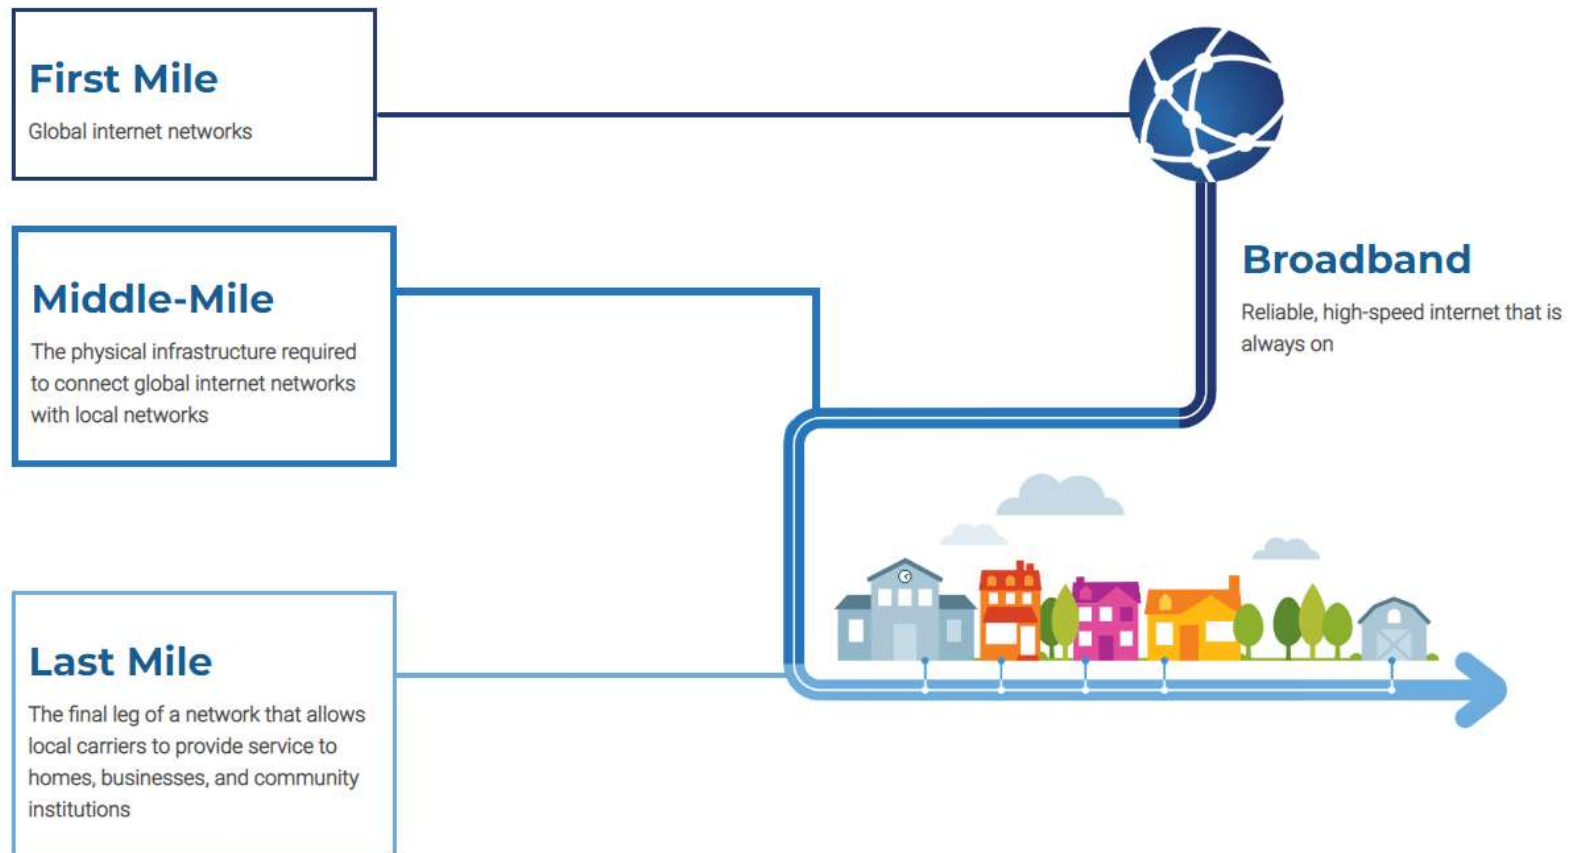 First Mile
Global internet networks
Middle-Mile
The physical infrastructure required
to connect global internet networks
with local networks
Broadband
Reliable, high-speed internet that is
always on
Last Mile
The final leg of a network that allows
local carriers to provide service to
homes, businesses, and community
institutions